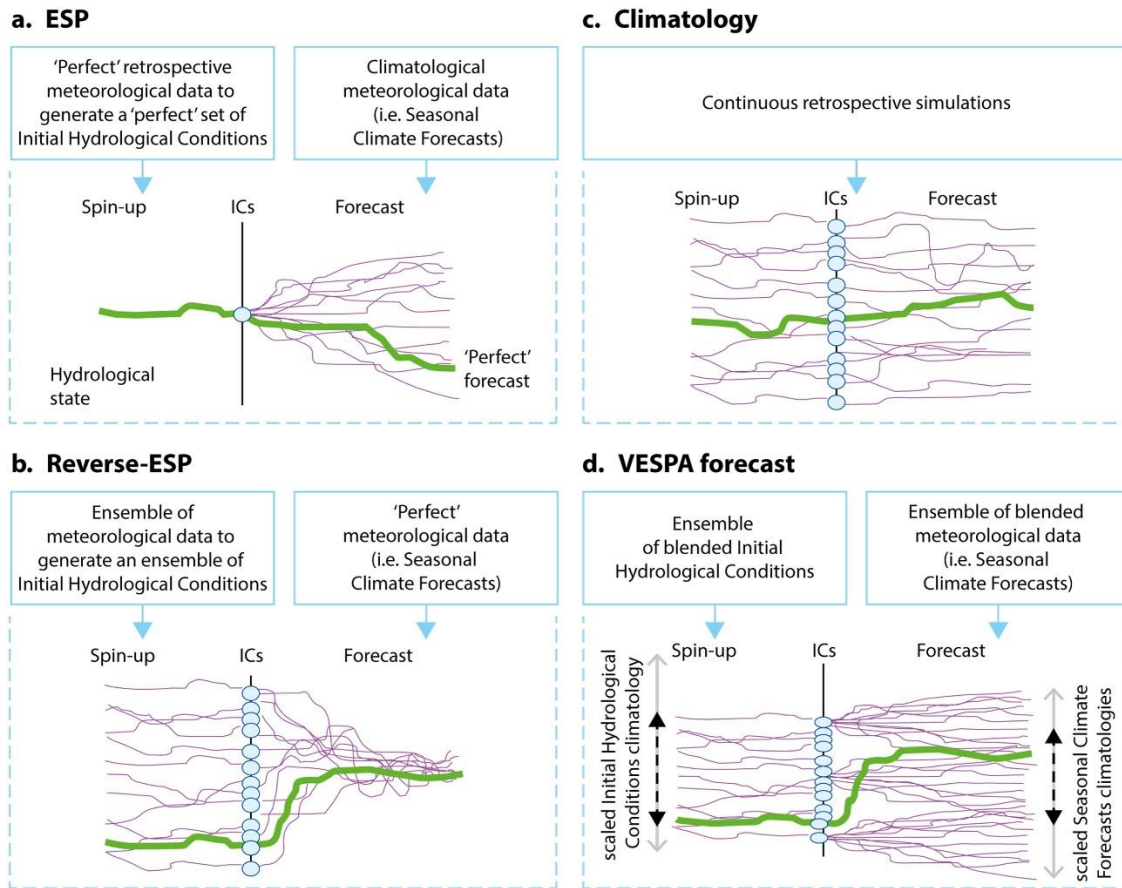 a. ESP
'Perfect' retrospective
meteorological data to
generate a 'perfect' set of
Initial Hydrological Conditions
Climatological
meteorological data
(i.e. Seasonal
Climate Forecasts)
Spin-up
ICs
Forecast
Hydrological
state
'Perfect'
forecast
c. Climatology
Continuous retrospective simulations
Spin-up
ICs
Forecast
b. Reverse-ESP
Ensemble of
meteorological data to
generate an ensemble of
Initial Hydrological Conditions
'Perfect'
meteorological data
(i.e. Seasonal
Climate Forecasts)
Spin-up
ICs
Forecast
d. VESPA forecast
Ensemble
of blended Initial
Hydrological Conditions
Ensemble of blended
meteorological data
(i.e. Seasonal
Climate Forecasts)
scaled Initial Hydrological
Conditions climatology
Spin-up
ICs
Forecast
scaled Seasonal Climate
Forecasts climatologies